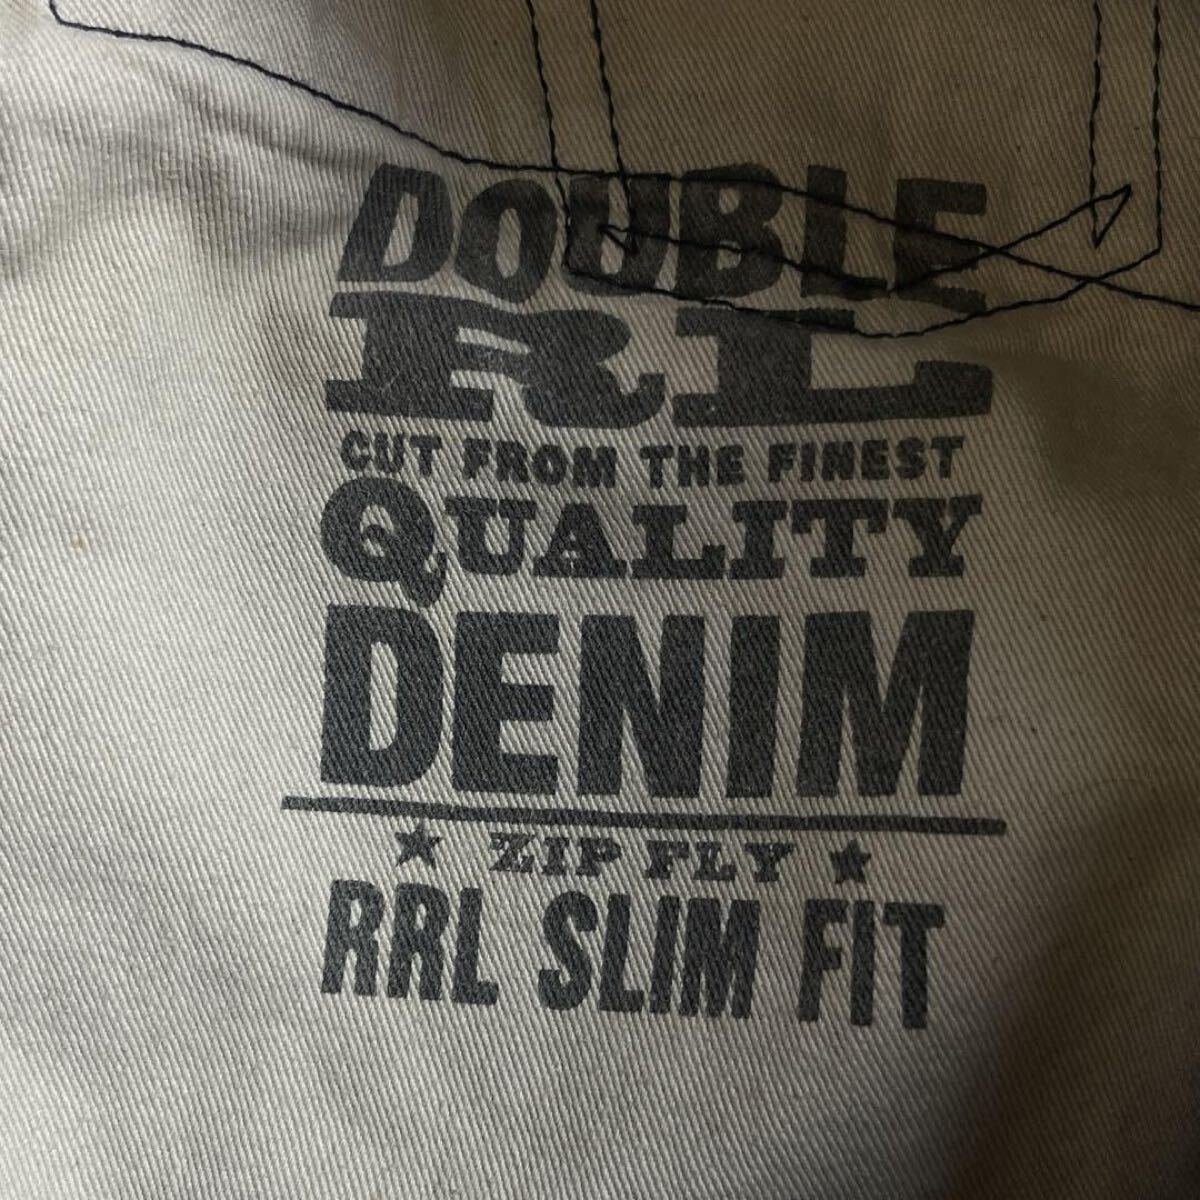 DOUBLE
RL
CUT FROM THE FINEST
QUALITY
DENIM
★ ZIP FLY ★
RRL SLIM FIT